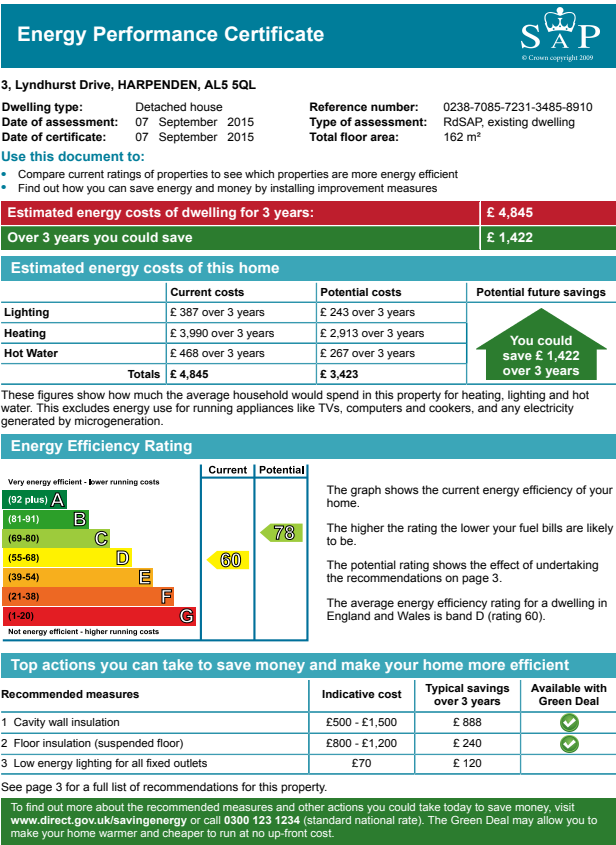 Energy Performance Certificate
SAP
© Crown copyright 2009
3, Lyndhurst Drive, HARPENDEN, AL5 5QL
Dwelling type: Detached house
Date of assessment: 07 September 2015
Date of certificate: 07 September 2015
Reference number: 0238-7085-7231-3485-8910
Type of assessment: RdSAP, existing dwelling
Total floor area: 162 m²
Use this document to:
• Compare current ratings of properties to see which properties are more energy efficient
• Find out how you can save energy and money by installing improvement measures
Estimated energy costs of dwelling for 3 years: £ 4,845
Over 3 years you could save £ 1,422
Estimated energy costs of this home
Current costs Potential costs Potential future savings
Lighting £ 387 over 3 years £ 243 over 3 years
Heating £ 3,990 over 3 years £ 2,913 over 3 years
Hot Water £ 468 over 3 years £ 267 over 3 years
Totals £ 4,845 £ 3,423
You could
save £ 1,422
over 3 years
These figures show how much the average household would spend in this property for heating, lighting and hot
water. This excludes energy use for running appliances like TVs, computers and cookers, and any electricity
generated by microgeneration.
Energy Efficiency Rating
Current Potential
Very energy efficient - lower running costs
(92 plus) A
(81-91) B
(69-80) C
(55-68) D
(39-54) E
(21-38) F
(1-20) G
Not energy efficient - higher running costs
60
78
The graph shows the current energy efficiency of your
home.
The higher the rating the lower your fuel bills are likely
to be.
The potential rating shows the effect of undertaking
the recommendations on page 3.
The average energy efficiency rating for a dwelling in
England and Wales is band D (rating 60).
Top actions you can take to save money and make your home more efficient
Recommended measures Indicative cost Typical savings over 3 years Available with Green Deal
1 Cavity wall insulation £500 - £1,500 £ 888
2 Floor insulation (suspended floor) £800 - £1,200 £ 240
3 Low energy lighting for all fixed outlets £70 £ 120
See page 3 for a full list of recommendations for this property.
To find out more about the recommended measures and other actions you could take today to save money, visit
www.direct.gov.uk/savingenergy or call 0300 123 1234 (standard national rate). The Green Deal may allow you to
make your home warmer and cheaper to run at no up-front cost.